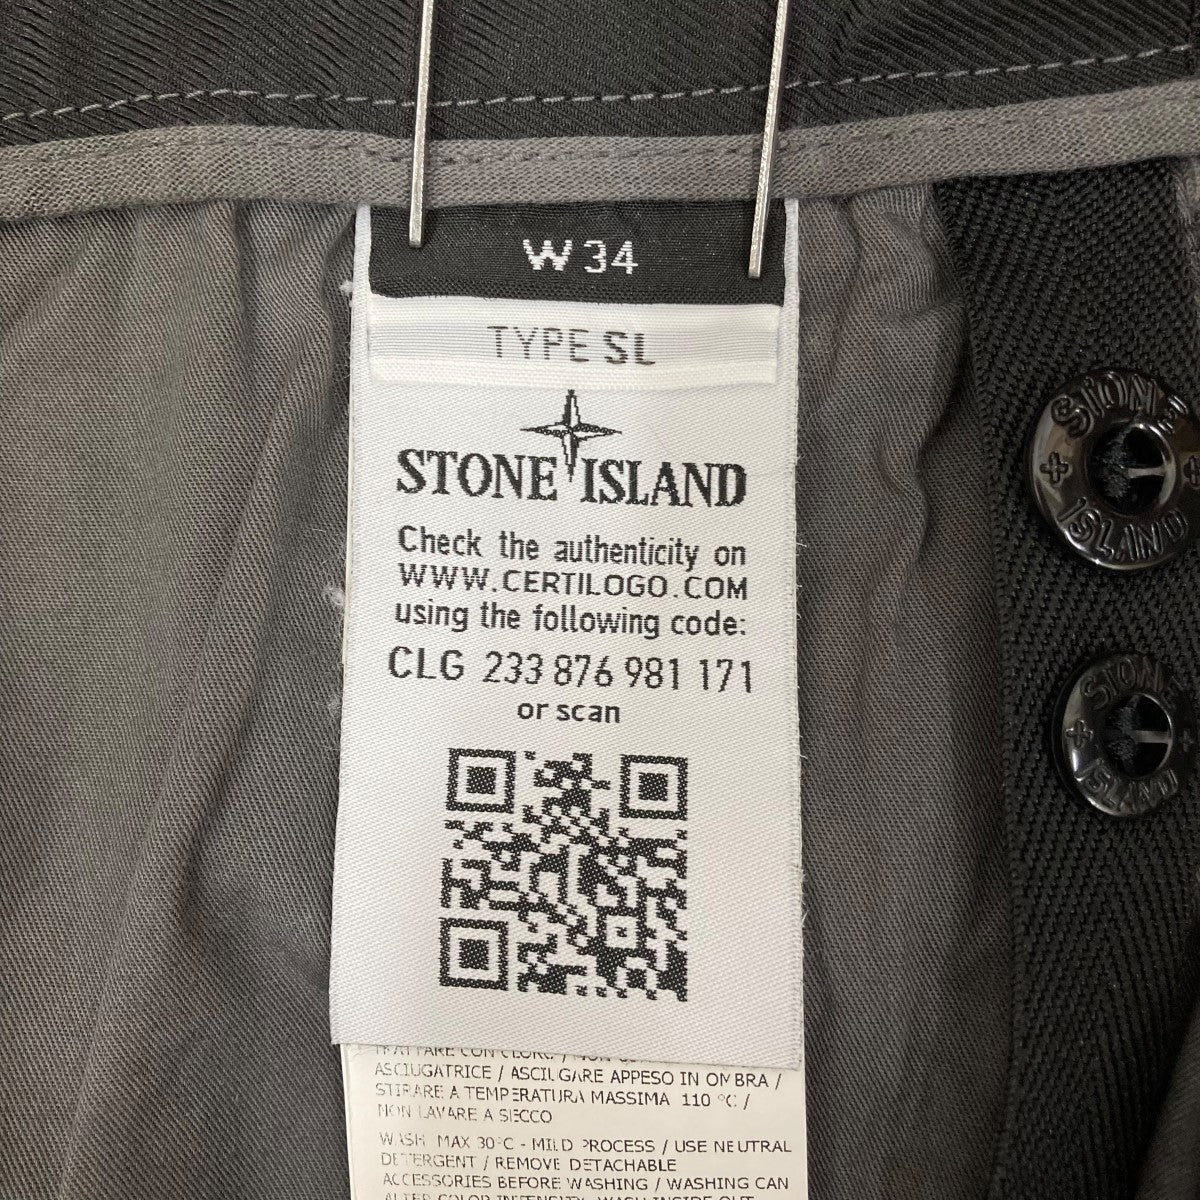 W 34
TYPE SL
STONE ISLAND
Check the authenticity on
WWW.CERTILOGO.COM
using the following code:
CLG 233 876 981 171
or scan
STONE
ISLAND
STONE
ISLAND
ASCIUGATRICE / ASCIUGARE APPESO IN OMBRA /
STIRARE A TEMPERATURA MASSIMA 110 °C /
NON LAVARE A SECCO
WASH MAX 30°C - MILD PROCESS / USE NEUTRAL
DETERGENT / REMOVE DETACHABLE
ACCESSORIES BEFORE WASHING / WASHING CAN